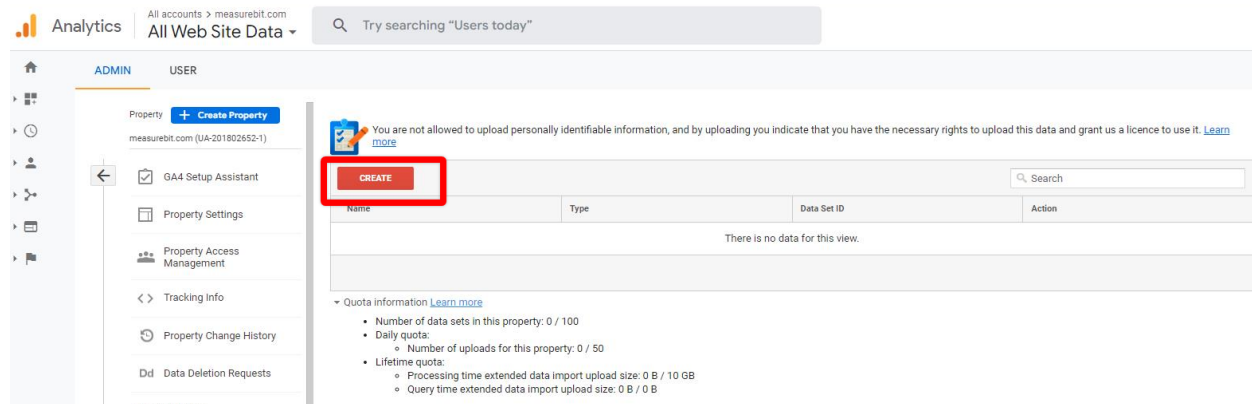 All accounts > measurebit.com
Analytics
All Web Site Data
Try searching “Users today”
ADMIN
USER
Property
+ Create Property
measurebit.com (UA-201802652-1)
You are not allowed to upload personally identifiable information, and by uploading you indicate that you have the necessary rights to upload this data and grant us a licence to use it. Learn
more
GA4 Setup Assistant
CREATE
Search
Name
Type
Data Set ID
Action
Property Settings
There is no data for this view.
Property Access
Management
Tracking Info
Quota information Learn more
Number of data sets in this property: 0 / 100
Daily quota:
Number of uploads for this property: 0 / 50
Lifetime quota:
Processing time extended data import upload size: 0 B / 10 GB
Query time extended data import upload size: 0 B / 0 B
Property Change History
Dd Data Deletion Requests